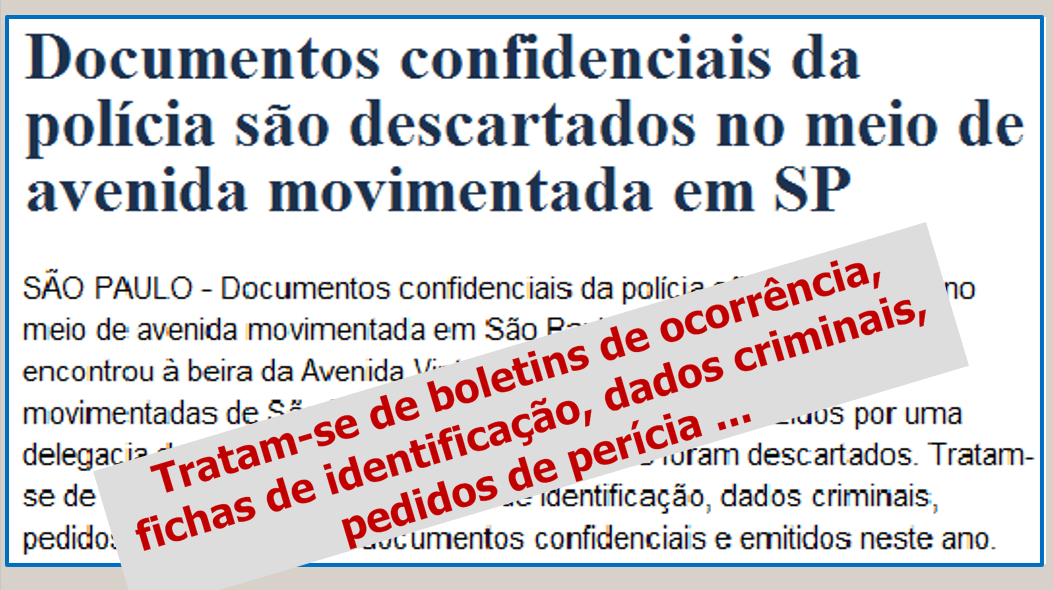 Documentos confidenciais da
polícia são descartados no meio de
avenida movimentada em SP
SÃO PAULO - Documentos confidenciais da polícia no
meio de avenida movimentada em São
encontrou à beira da Avenida
movimentadas de por uma
delegacia foram descartados. Tratam-
se de identificação, dados criminais,
documentos confidenciais e emitidos neste ano.
Tratam-se de boletins de ocorrência,
fichas de identificação, dados criminais,
pedidos de perícia ...